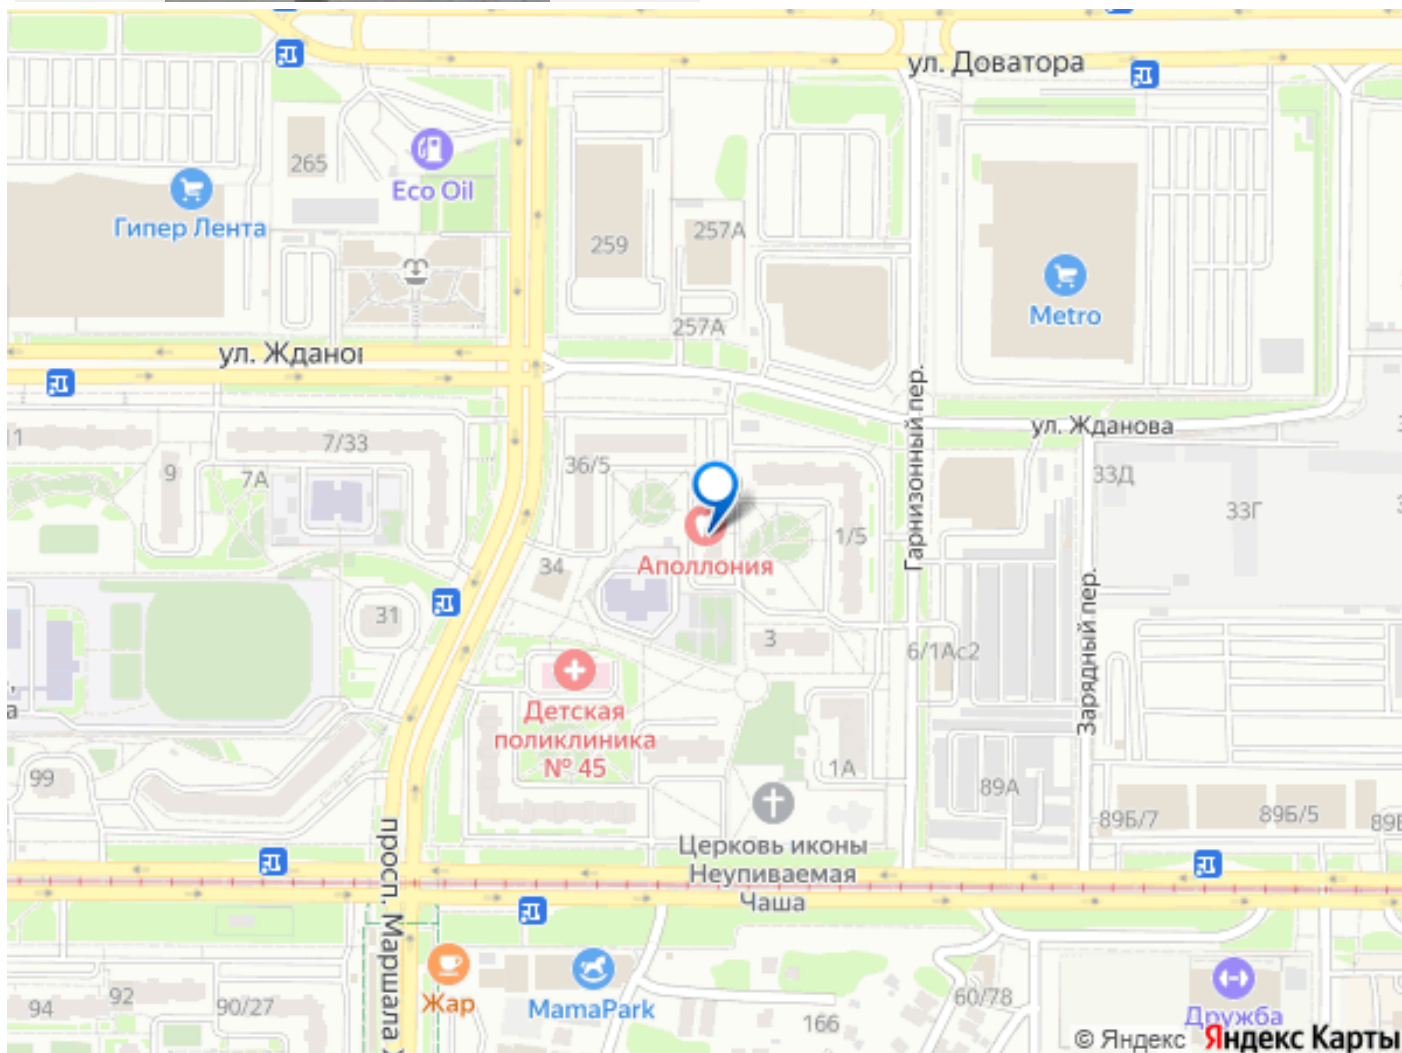 ул. Доватора
265
Eco Oil
Гипер Лента
259
257А
Metro
257А
ул. Ждано
Гарнизонный пер.
ул. Жданова
11
7/33
9
7А
36/5
33Д
33Г
1/5
Аполлония
34
31
3
6/1Ас2
Зарядный пер.
а
Детская
поликлиника
№ 45
99
1А
89А
89Б/7
89Б/5
89Б
просп. Маршала
Церковь иконы
Неупиваемая
Чаша
Жар
MamaPark
94
92
90/27
166
60/78
Дружба
© Яндекс Яндекс Карты